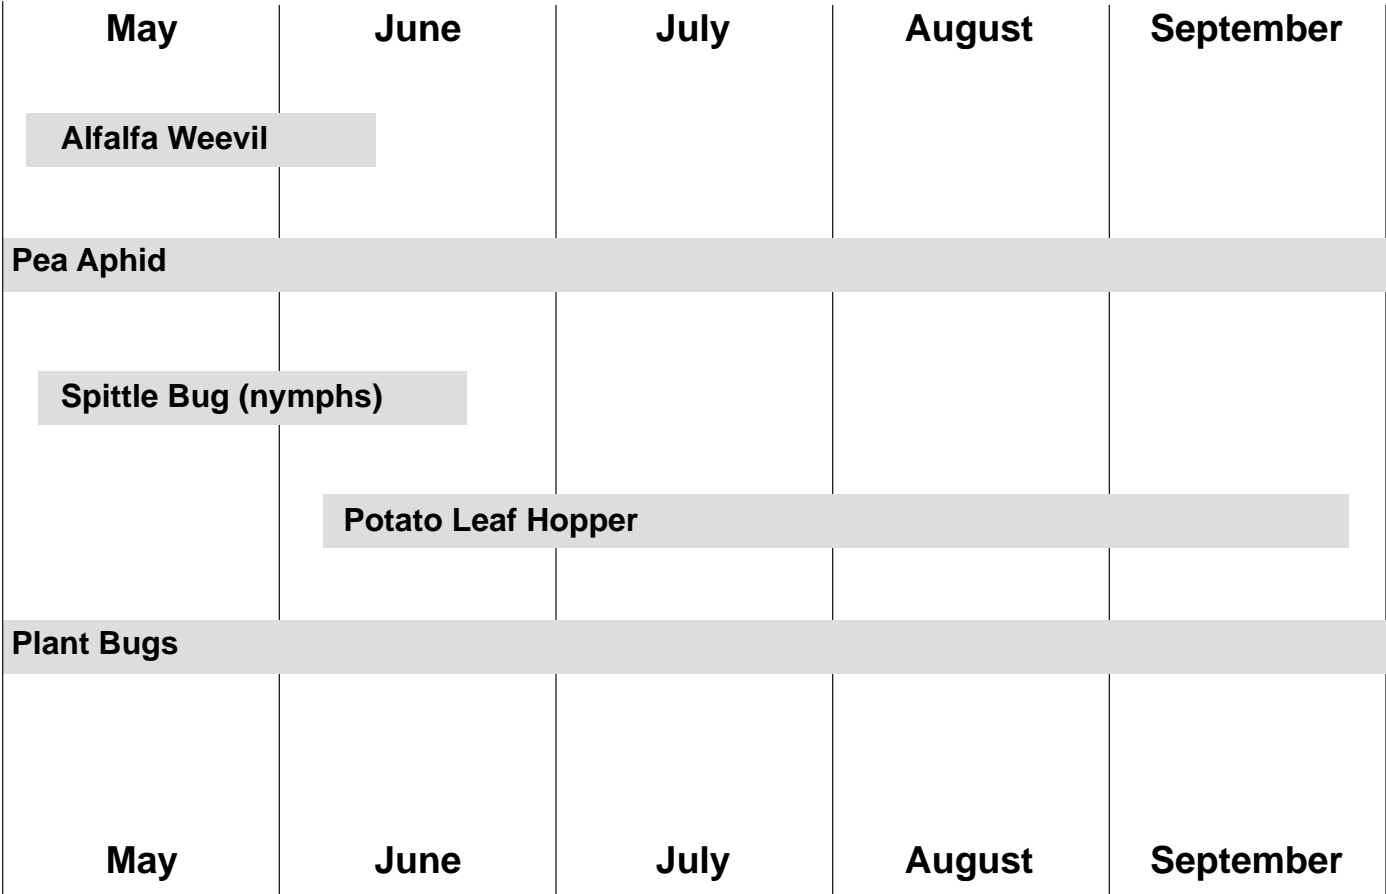 May June July August September
Alfalfa Weevil
Pea Aphid
Spittle Bug (nymphs)
Potato Leaf Hopper
Plant Bugs
May June July August September